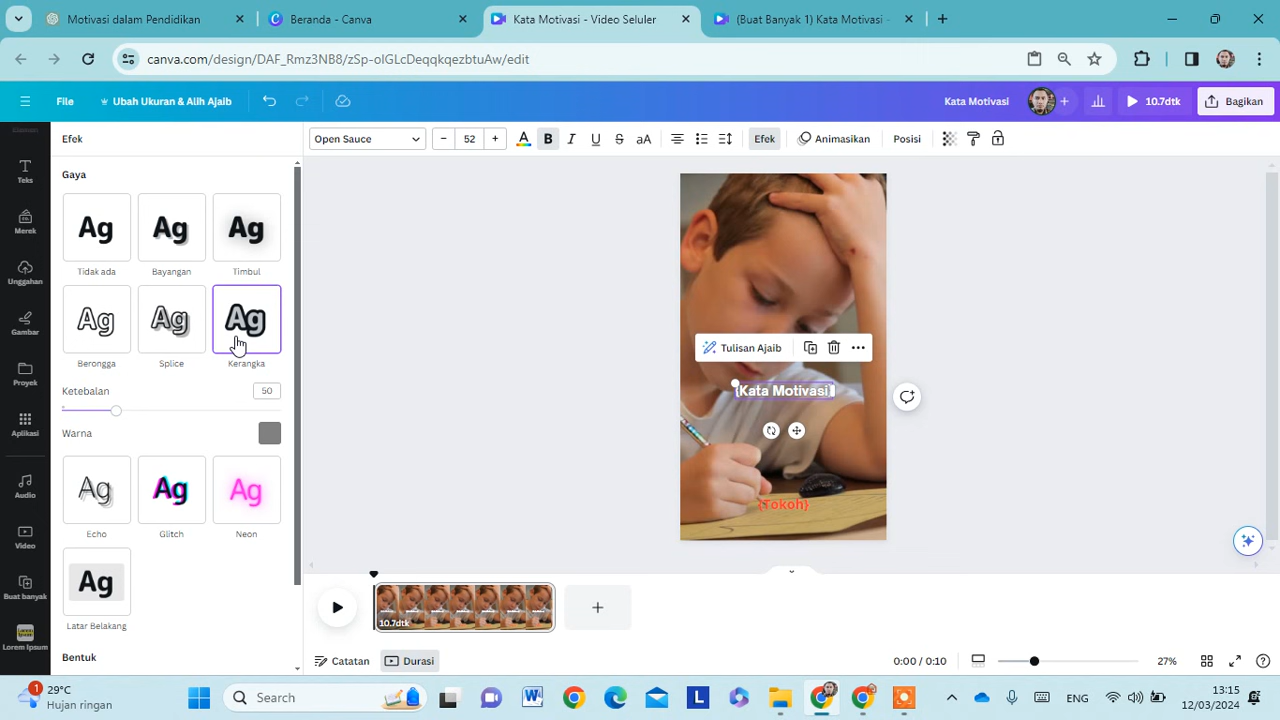 Motivasi dalam Pendidikan
Beranda - Canva
Kata Motivasi - Video Seluler
(Buat Banyak 1) Kata Motivasi -
canva.com/design/DAF_Rmz3NB8/zSp-oIGLcDeqqkqezbtuAw/edit
File
Ubah Ukuran & Alih Ajaib
Kata Motivasi
10.7dtk
Bagikan
Elemen
Teks
Merek
Unggahan
Gambar
Proyek
Aplikasi
Audio
Video
Buat banyak
Lorem Ipsum
Efek
Gaya
Ag Ag Ag
Tidak ada Bayangan Timbul
Ag Ag Ag
Berongga Splice Kerangka
Ketebalan 50
Warna
Ag Ag Ag
Echo Glitch Neon
Ag
Latar Belakang
Bentuk
Open Sauce
− 52 +
A B I U S aA
Efek Animasikan Posisi
Tulisan Ajaib
{Kata Motivasi}
{Tokoh}
10.7dtk
Catatan Durasi
0:00 / 0:10
27%
1
29°C
Hujan ringan
Search
ENG
13:15
12/03/2024